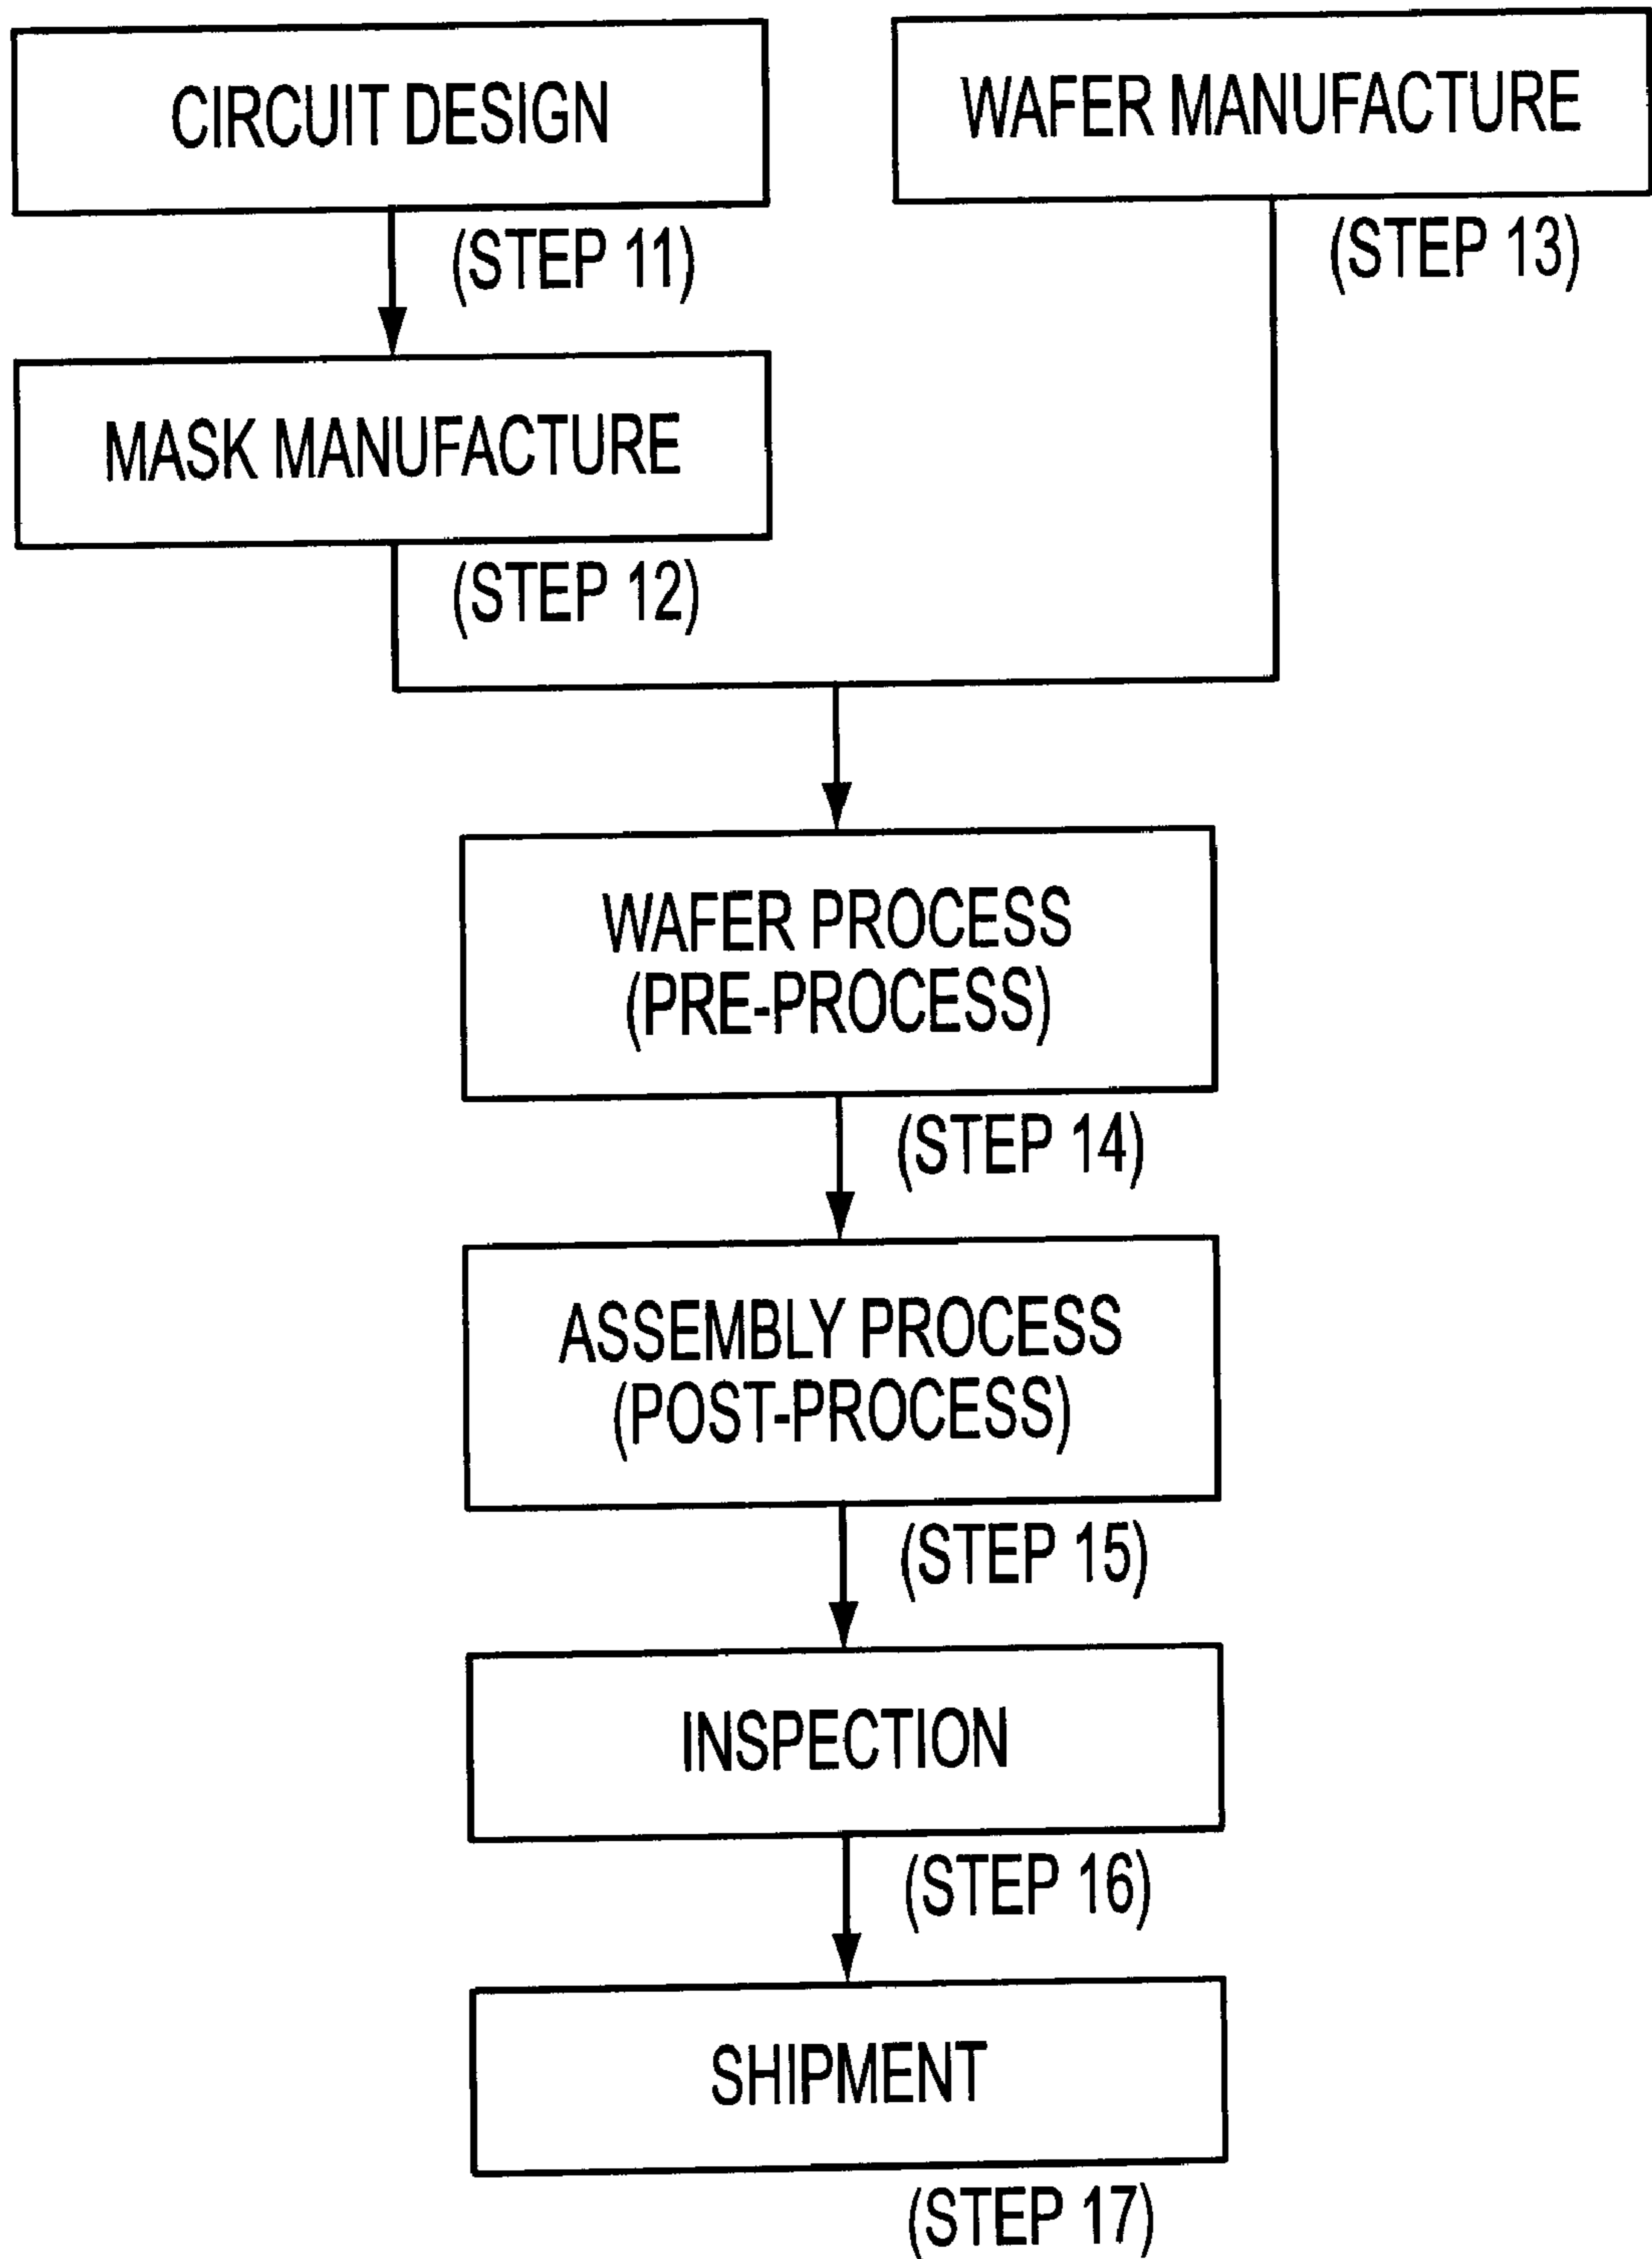 CIRCUIT DESIGN
(STEP 11)
WAFER MANUFACTURE
(STEP 13)
MASK MANUFACTURE
(STEP 12)
WAFER PROCESS
(PRE-PROCESS)
(STEP 14)
ASSEMBLY PROCESS
(POST-PROCESS)
(STEP 15)
INSPECTION
(STEP 16)
SHIPMENT
(STEP 17)